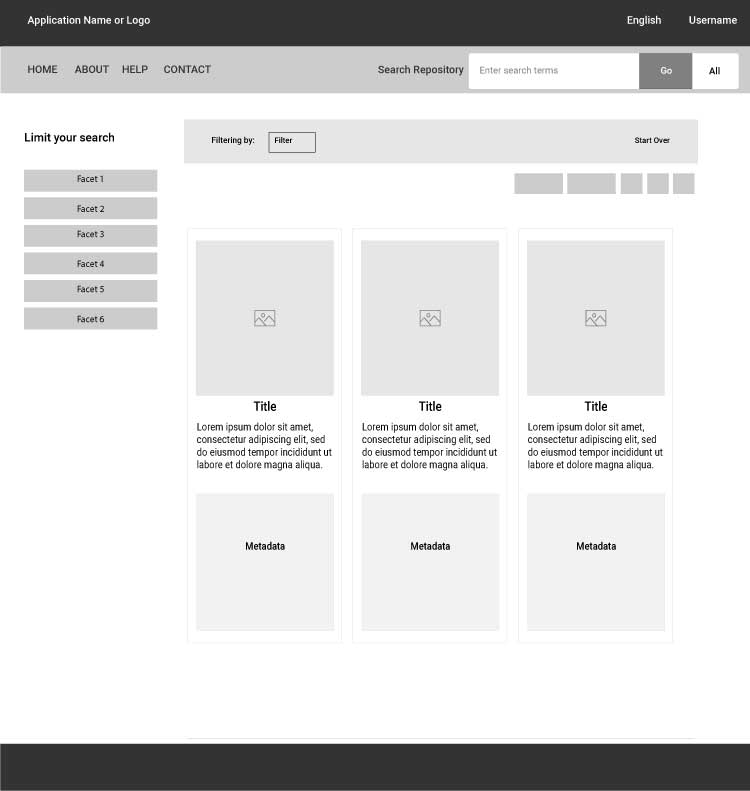 Application Name or Logo
English
Username
HOME
ABOUT
HELP
CONTACT
Search Repository
Enter search terms
Go
All
Limit your search
Facet 1
Facet 2
Facet 3
Facet 4
Facet 5
Facet 6
Filtering by:
Filter
Start Over
Title
Lorem ipsum dolor sit amet,
consectetur adipiscing elit, sed
do eiusmod tempor incididunt ut
labore et dolore magna aliqua.
Metadata
Title
Lorem ipsum dolor sit amet,
consectetur adipiscing elit, sed
do eiusmod tempor incididunt ut
labore et dolore magna aliqua.
Metadata
Title
Lorem ipsum dolor sit amet,
consectetur adipiscing elit, sed
do eiusmod tempor incididunt ut
labore et dolore magna aliqua.
Metadata